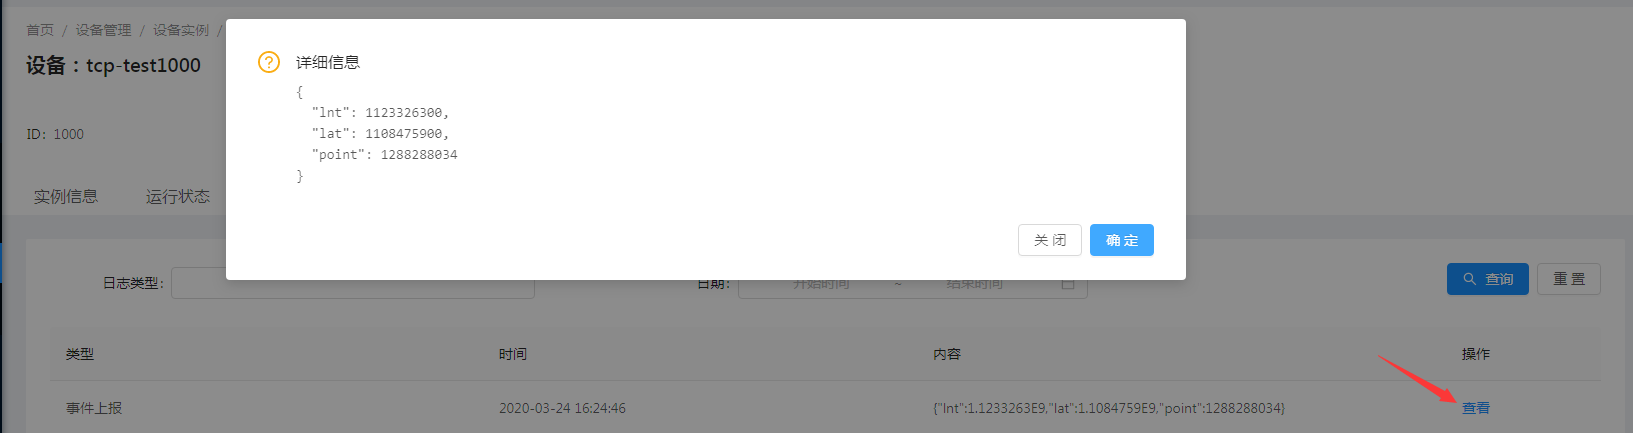 首页 / 设备管理 / 设备实例 /
设备：tcp-test1000
ID: 1000
实例信息 运行状态
详细信息
{
"lnt": 1123326300,
"lat": 1108475900,
"point": 1288288034
}
关 闭 确 定
日志类型: 日期: 开始时间 ~ 结束时间 查询 重 置
类型 时间 内容 操作
事件上报 2020-03-24 16:24:46 {"lnt":1.1233263E9,"lat":1.1084759E9,"point":1288288034} 查看